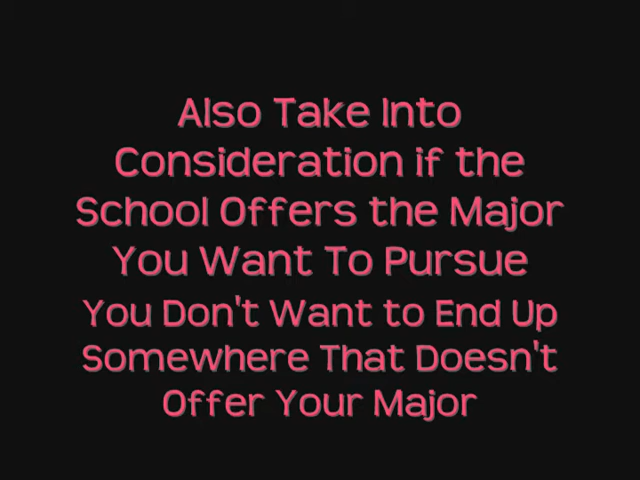 Also Take Into
Consideration if the
School Offers the Major
You Want To Pursue
You Don't Want to End Up
Somewhere That Doesn't
Offer Your Major